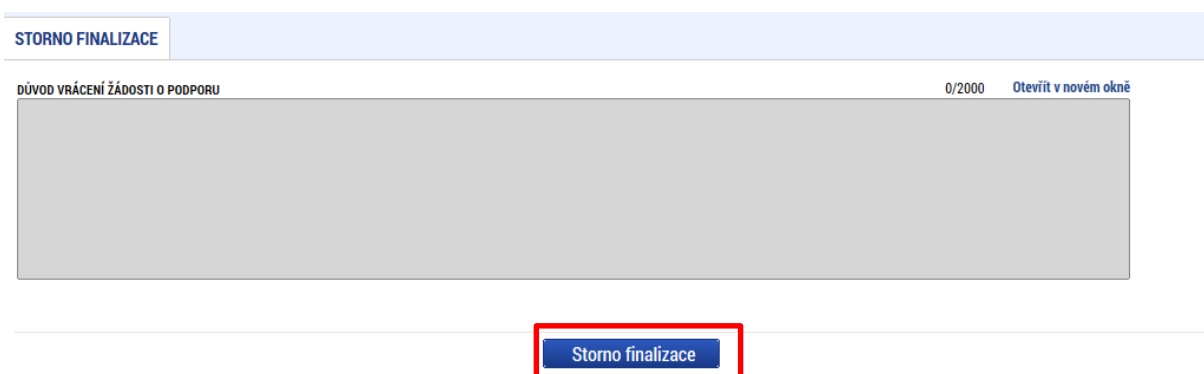 STORNO FINALIZACE
DŮVOD VRÁCENÍ ŽÁDOSTI O PODPORU 0/2000 Otevřít v novém okně
Storno finalizace